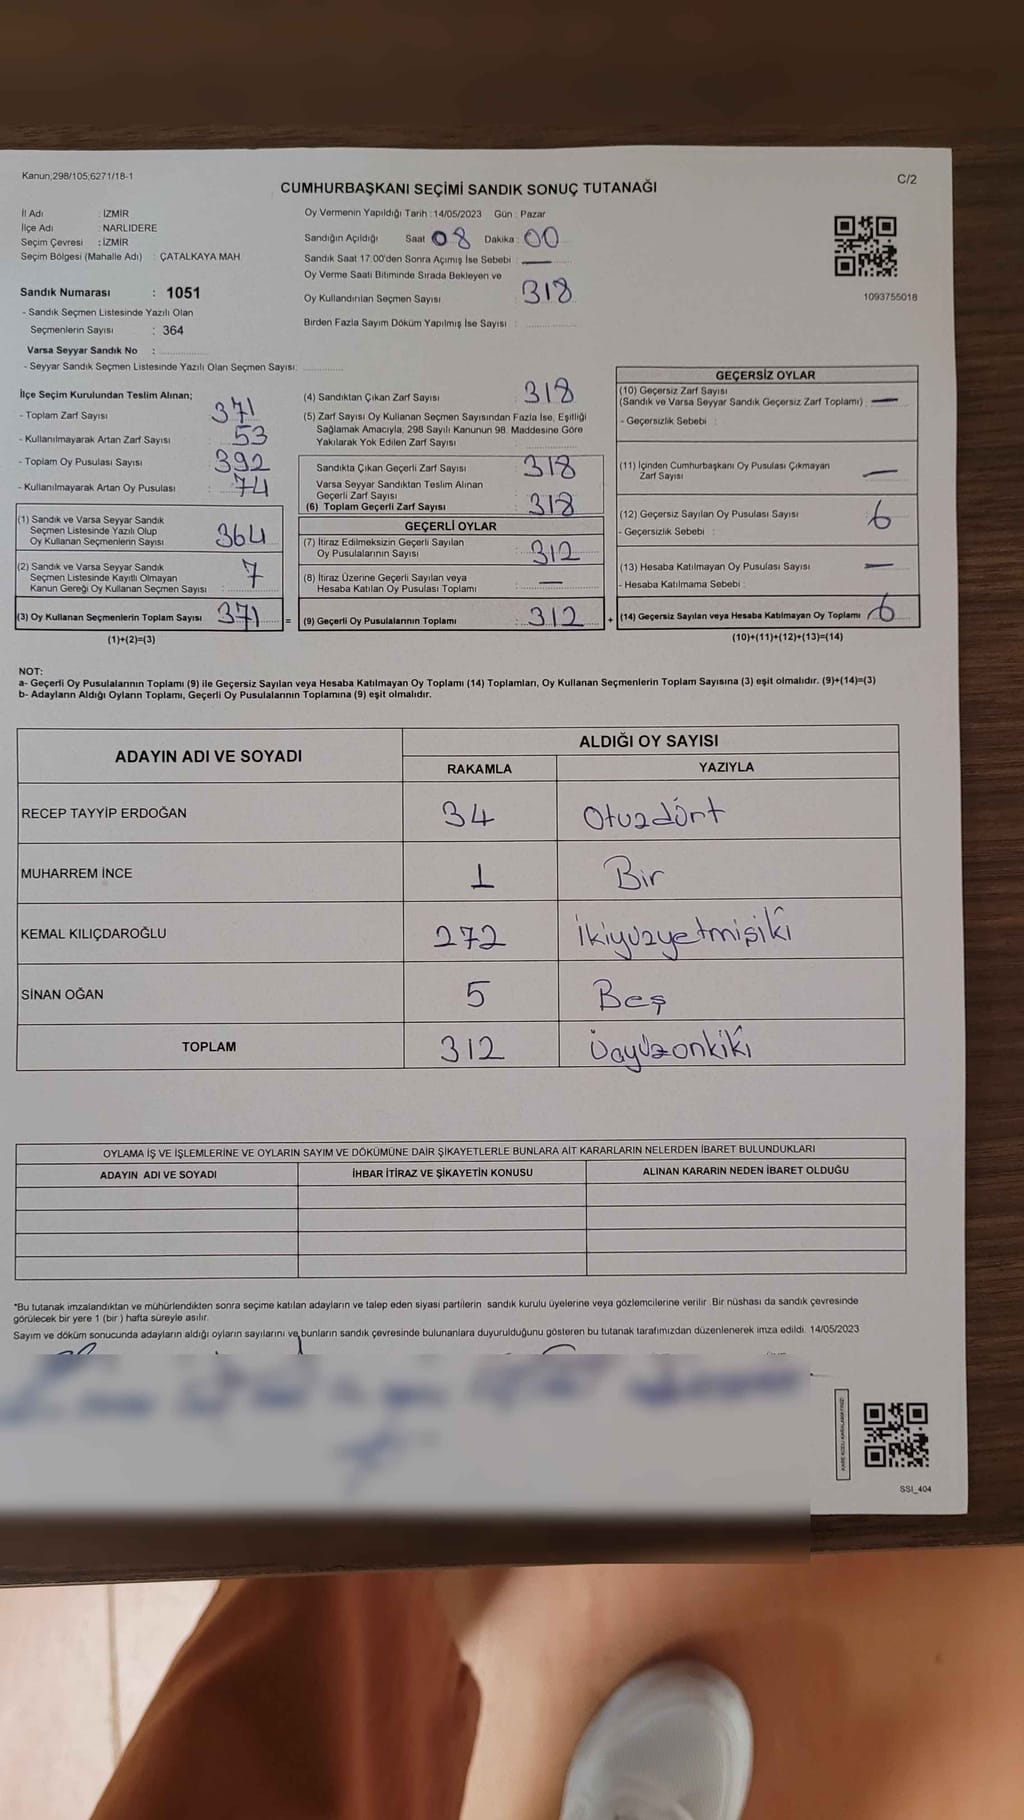 Kanun;298/105;6271/18-1
C/2
CUMHURBAŞKANI SEÇİMİ SANDIK SONUÇ TUTANAĞI
İl Adı : İZMİR
İlçe Adı : NARLIDERE
Seçim Çevresi : İZMİR
Seçim Bölgesi (Mahalle Adı) : ÇATALKAYA MAH.
Sandık Numarası : 1051
- Sandık Seçmen Listesinde Yazılı Olan
Seçmenlerin Sayısı : 364
Varsa Seyyar Sandık No :
- Seyyar Sandık Seçmen Listesinde Yazılı Olan Seçmen Sayısı:
Oy Vermenin Yapıldığı Tarih : 14/05/2023 Gün : Pazar
Sandığın Açıldığı Saat 08 Dakika : 00
Sandık Saat 17.00'den Sonra Açımış İse Sebebi : —
Oy Verme Saati Bitiminde Sırada Bekleyen ve
Oy Kullandırılan Seçmen Sayısı : 318
Birden Fazla Sayım Döküm Yapılmış İse Sayısı :
1093755018
İlçe Seçim Kurulundan Teslim Alınan;
- Toplam Zarf Sayısı : 371
- Kullanılmayarak Artan Zarf Sayısı : 53
- Toplam Oy Pusulası Sayısı : 392
- Kullanılmayarak Artan Oy Pusulası : 74
(1) Sandık ve Varsa Seyyar Sandık
Seçmen Listesinde Yazılı Olup
Oy Kullanan Seçmenlerin Sayısı : 364
(2) Sandık ve Varsa Seyyar Sandık
Seçmen Listesinde Kayıtlı Olmayan
Kanun Gereği Oy Kullanan Seçmen Sayısı : 7
(3) Oy Kullanan Seçmenlerin Toplam Sayısı : 371 =
(1)+(2)=(3)
(4) Sandıktan Çıkan Zarf Sayısı : 318
(5) Zarf Sayısı Oy Kullanan Seçmen Sayısından Fazla İse, Eşitliği
Sağlamak Amacıyla, 298 Sayılı Kanunun 98. Maddesine Göre
Yakılarak Yok Edilen Zarf Sayısı :
Sandıkta Çıkan Geçerli Zarf Sayısı : 318
Varsa Seyyar Sandıktan Teslim Alınan
Geçerli Zarf Sayısı
(6) Toplam Geçerli Zarf Sayısı : 318
GEÇERLİ OYLAR
(7) İtiraz Edilmeksizin Geçerli Sayılan
Oy Pusulalarının Sayısı : 312
(8) İtiraz Üzerine Geçerli Sayılan veya
Hesaba Katılan Oy Pusulası Toplamı : —
(9) Geçerli Oy Pusulalarının Toplamı : 312 +
GEÇERSİZ OYLAR
(10) Geçersiz Zarf Sayısı
(Sandık ve Varsa Seyyar Sandık Geçersiz Zarf Toplamı) : —
- Geçersizlik Sebebi :
(11) İçinden Cumhurbaşkanı Oy Pusulası Çıkmayan
Zarf Sayısı : —
(12) Geçersiz Sayılan Oy Pusulası Sayısı : 6
- Geçersizlik Sebebi :
(13) Hesaba Katılmayan Oy Pusulası Sayısı : —
- Hesaba Katılmama Sebebi :
(14) Geçersiz Sayılan veya Hesaba Katılmayan Oy Toplamı : 6
(10)+(11)+(12)+(13)=(14)
NOT:
a- Geçerli Oy Pusulalarının Toplamı (9) ile Geçersiz Sayılan veya Hesaba Katılmayan Oy Toplamı (14) Toplamları, Oy Kullanan Seçmenlerin Toplam Sayısına (3) eşit olmalıdır. (9)+(14)=(3)
b- Adayların Aldığı Oyların Toplamı, Geçerli Oy Pusulalarının Toplamına (9) eşit olmalıdır.
ADAYIN ADI VE SOYADI
ALDIĞI OY SAYISI
RAKAMLA YAZIYLA
RECEP TAYYİP ERDOĞAN 34 Otuzdört
MUHARREM İNCE 1 Bir
KEMAL KILIÇDAROĞLU 272 İkiyüzyetmişiki
SİNAN OĞAN 5 Beş
TOPLAM 312 Üçyüzonkiki
OYLAMA İŞ VE İŞLEMLERİNE VE OYLARIN SAYIM VE DÖKÜMÜNE DAİR ŞİKAYETLERLE BUNLARA AİT KARARLARIN NELERDEN İBARET BULUNDUKLARI
ADAYIN ADI VE SOYADI İHBAR İTİRAZ VE ŞİKAYETİN KONUSU ALINAN KARARIN NEDEN İBARET OLDUĞU
*Bu tutanak imzalandıktan ve mühürlendikten sonra seçime katılan adayların ve talep eden siyasi partilerin sandık kurulu üyelerine veya gözlemcilerine verilir. Bir nüshası da sandık çevresinde
görülecek bir yere 1 (bir) hafta süreyle asılır.
Sayım ve döküm sonucunda adayların aldığı oyların sayılarını ve bunların sandık çevresinde bulunanlara duyurulduğunu gösteren bu tutanak tarafımızdan düzenlenerek imza edildi. 14/05/2023
SSI_404